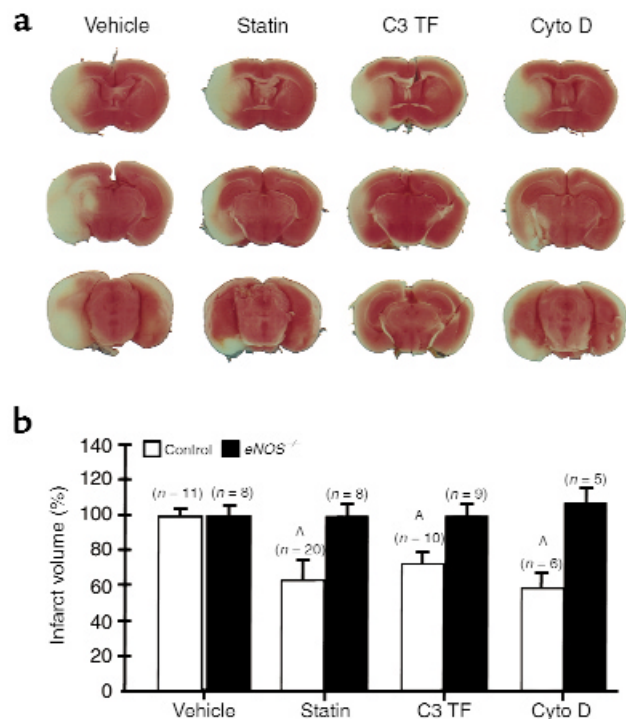 a
Vehicle Statin C3 TF Cyto D
b
Infarct volume (%)
140
120
100
80
60
40
20
0
Control eNOS -/-
(n = 11) (n = 8) (n = 20) (n = 8) (n = 10) (n = 9) (n = 6) (n = 5)
A A A
Vehicle Statin C3 TF Cyto D